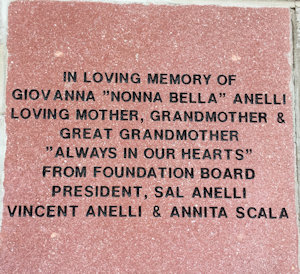 IN LOVING MEMORY OF
GIOVANNA "NONNA BELLA" ANELLI
LOVING MOTHER, GRANDMOTHER &
GREAT GRANDMOTHER
"ALWAYS IN OUR HEARTS"
FROM FOUNDATION BOARD
PRESIDENT, SAL ANELLI
VINCENT ANELLI & ANNITA SCALA